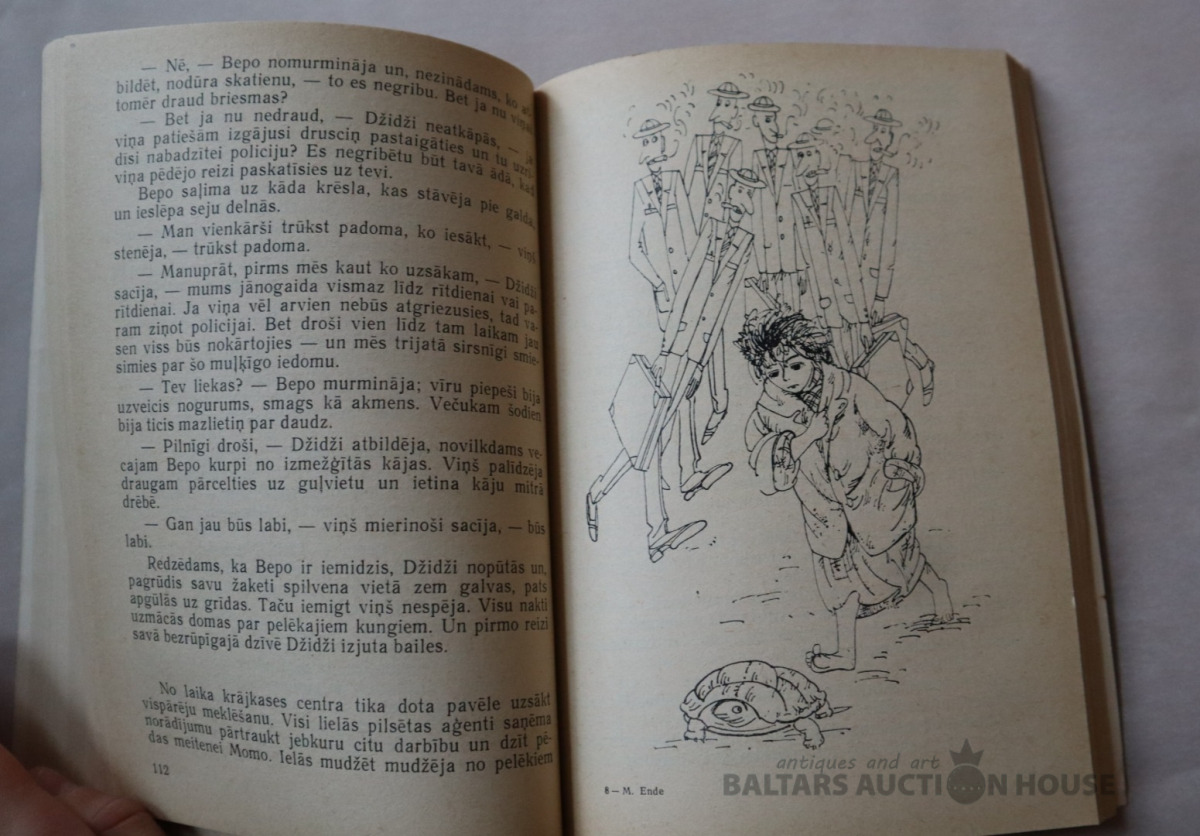 — Nē, — Bepo nomurmināja un, nezinādams, ko
bildēt, nodūra skatienu, — to es negribu. Bet ja nu
tomēr draud briesmas?
— Bet ja nu nedraud, — Džidži neatkāpās, — ja
viņa patiešām izgājusi drusciņ pastaigāties un tu
dīsi nabadzītei policiju? Es negribētu būt tavā ādā, kad
viņa pēdējo reizi paskatīsies uz tevi.
Bepo saļima uz kāda krēsla, kas stāvēja pie galda,
un ieslēpa seju delnās.
— Man vienkārši trūkst padoma, ko iesākt, — viņš
stenēja, — trūkst padoma.
— Manuprāt, pirms mēs kaut ko uzsākam, — Džidži
sacīja, — mums jānogaida vismaz līdz rītdienai vai pa-
rītdienai. Ja viņa vēl arvien nebūs atgriezusies, tad va-
ram ziņot policijai. Bet droši vien līdz tam laikam jau
sen viss būs nokārtojies — un mēs trijatā sirsnīgi smie-
simies par šo muļķīgo iedomu.
— Tev liekas? — Bepo murmināja; vīru piepeši bija
uzveicis nogurums, smags kā akmens. Večukam šodien
bija ticis mazlietiņ par daudz.
— Pilnīgi droši, — Džidži atbildēja, novilkdams ve-
cajam Bepo kurpi no izmežģītās kājas. Viņš palīdzēja
draugam pārcelties uz guļvietu un ietina kāju mitrā
drēbē.
— Gan jau būs labi, — viņš mierinoši sacīja, — būs
labi.
Redzēdams, ka Bepo ir iemidzis, Džidži nopūtās un,
pagrūdis savu žaketi spilvena vietā zem galvas, pats
apgūlās uz grīdas. Taču iemigt viņš nespēja. Visu nakti
uzmācās domas par pelēkajiem kungiem. Un pirmo reizi
savā bezrūpīgajā dzīvē Džidži izjuta bailes.
No laika krājkases centra tika dota pavēle uzsākt
vispārēju meklēšanu. Visi lielās pilsētas aģenti saņēma
norādījumu pārtraukt jebkuru citu darbību un dzīt pē-
das meitenei Momo. Ielās mudžēt mudžēja no pelēkiem
112
8 — M. Ende
antiques and art
BALTARS AUCTION HOUSE